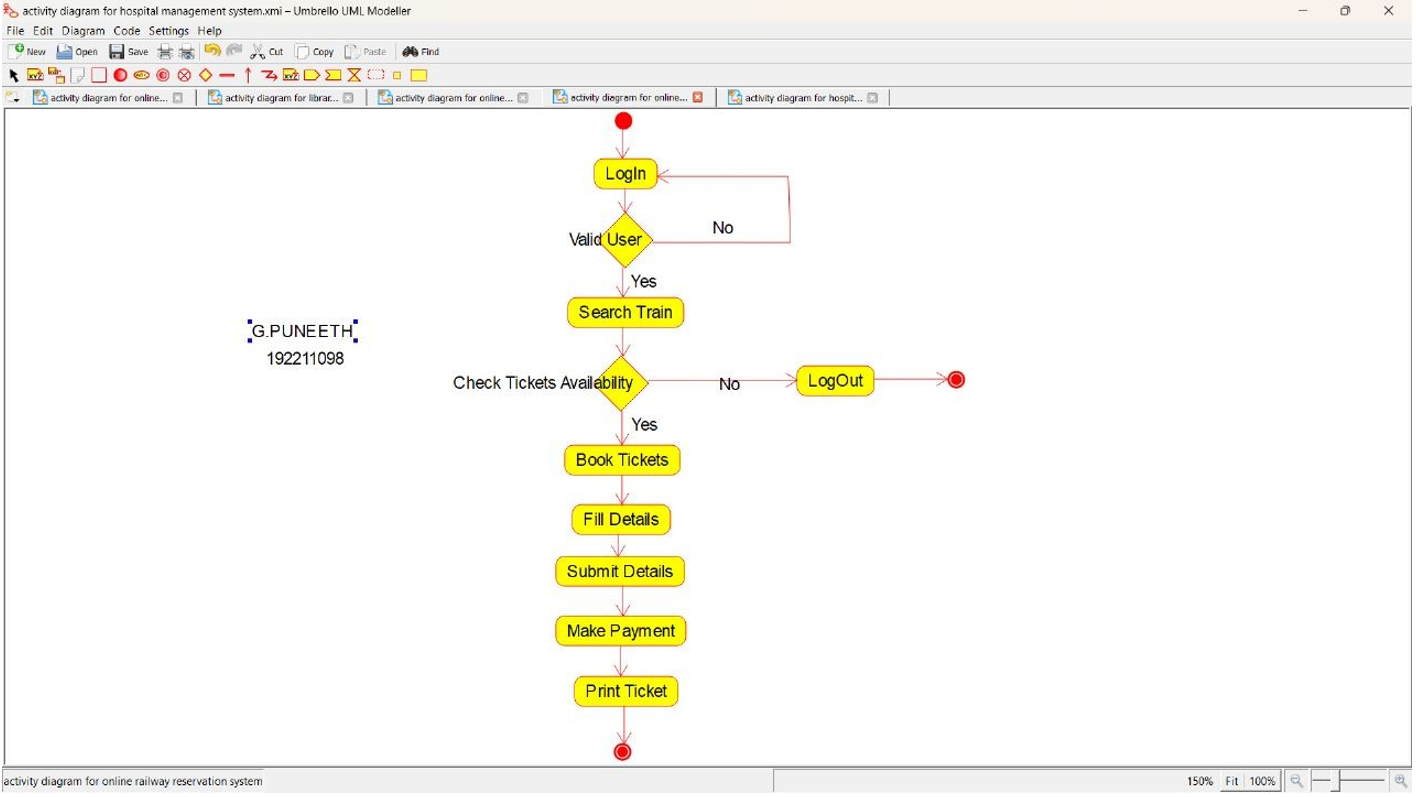 activity diagram for hospital management system.xmi – Umbrello UML Modeller
File Edit Diagram Code Settings Help
New Open Save Cut Copy Paste Find
activity diagram for online... activity diagram for librar... activity diagram for online... activity diagram for online... activity diagram for hospit...
LogIn
No
Valid User
Yes
Search Train
G.PUNEETH
192211098
Check Tickets Availability
No
LogOut
Yes
Book Tickets
Fill Details
Submit Details
Make Payment
Print Ticket
activity diagram for online railway reservation system
150% Fit 100%